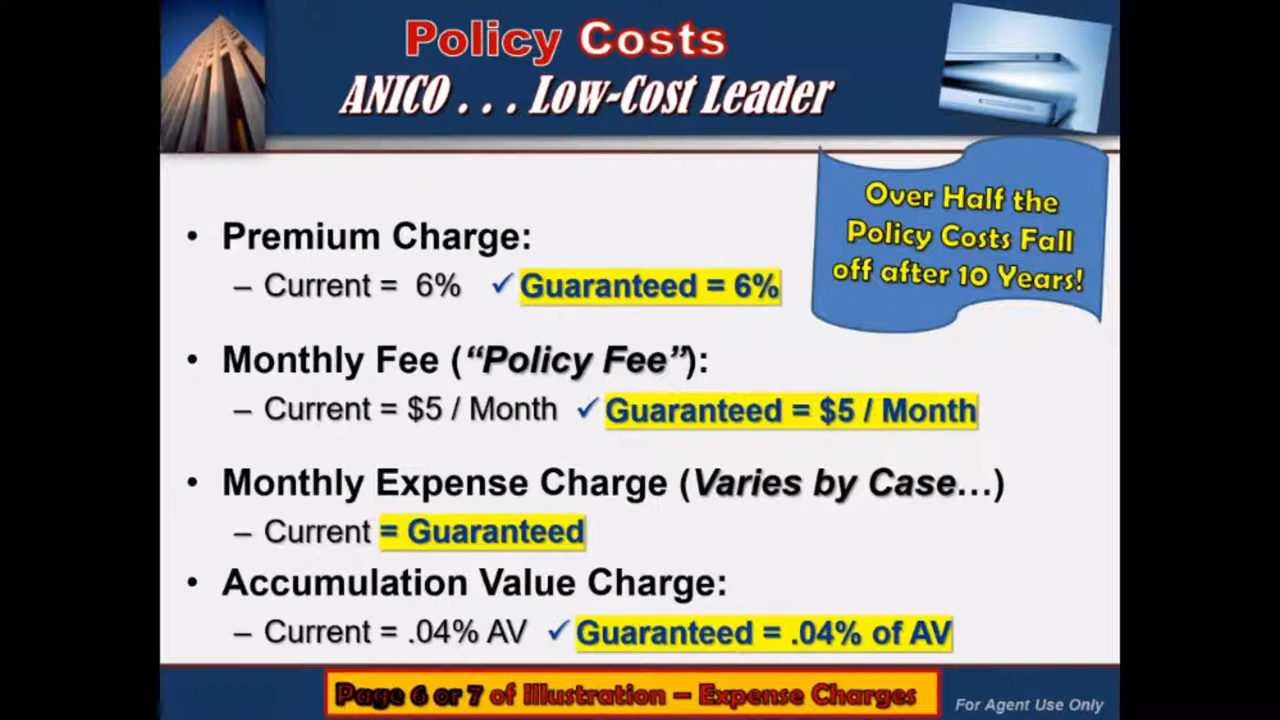 Policy Costs
ANICO . . . Low-Cost Leader
Over Half the
Policy Costs Fall
off after 10 Years!
• Premium Charge:
– Current = 6% ✓ Guaranteed = 6%
• Monthly Fee (“Policy Fee”):
– Current = $5 / Month ✓ Guaranteed = $5 / Month
• Monthly Expense Charge (Varies by Case…)
– Current = Guaranteed
• Accumulation Value Charge:
– Current = .04% AV ✓ Guaranteed = .04% of AV
Page 6 or 7 of Illustration – Expense Charges
For Agent Use Only